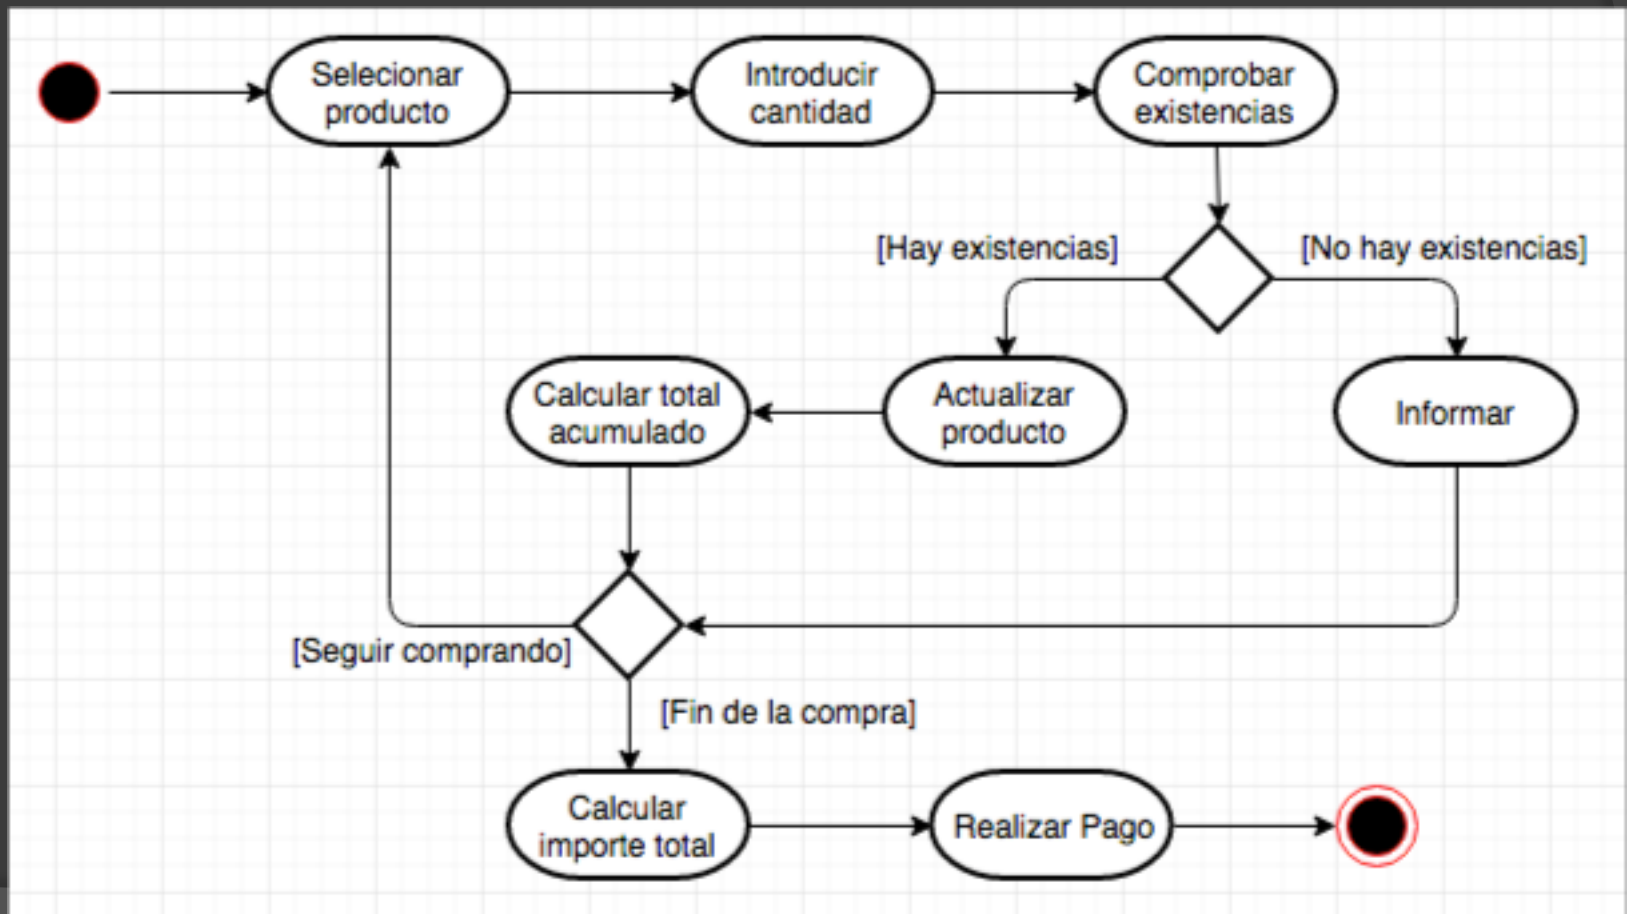 Selecionar
producto
Introducir
cantidad
Comprobar
existencias
[Hay existencias]
[No hay existencias]
Calcular total
acumulado
Actualizar
producto
Informar
[Seguir comprando]
[Fin de la compra]
Calcular
importe total
Realizar Pago